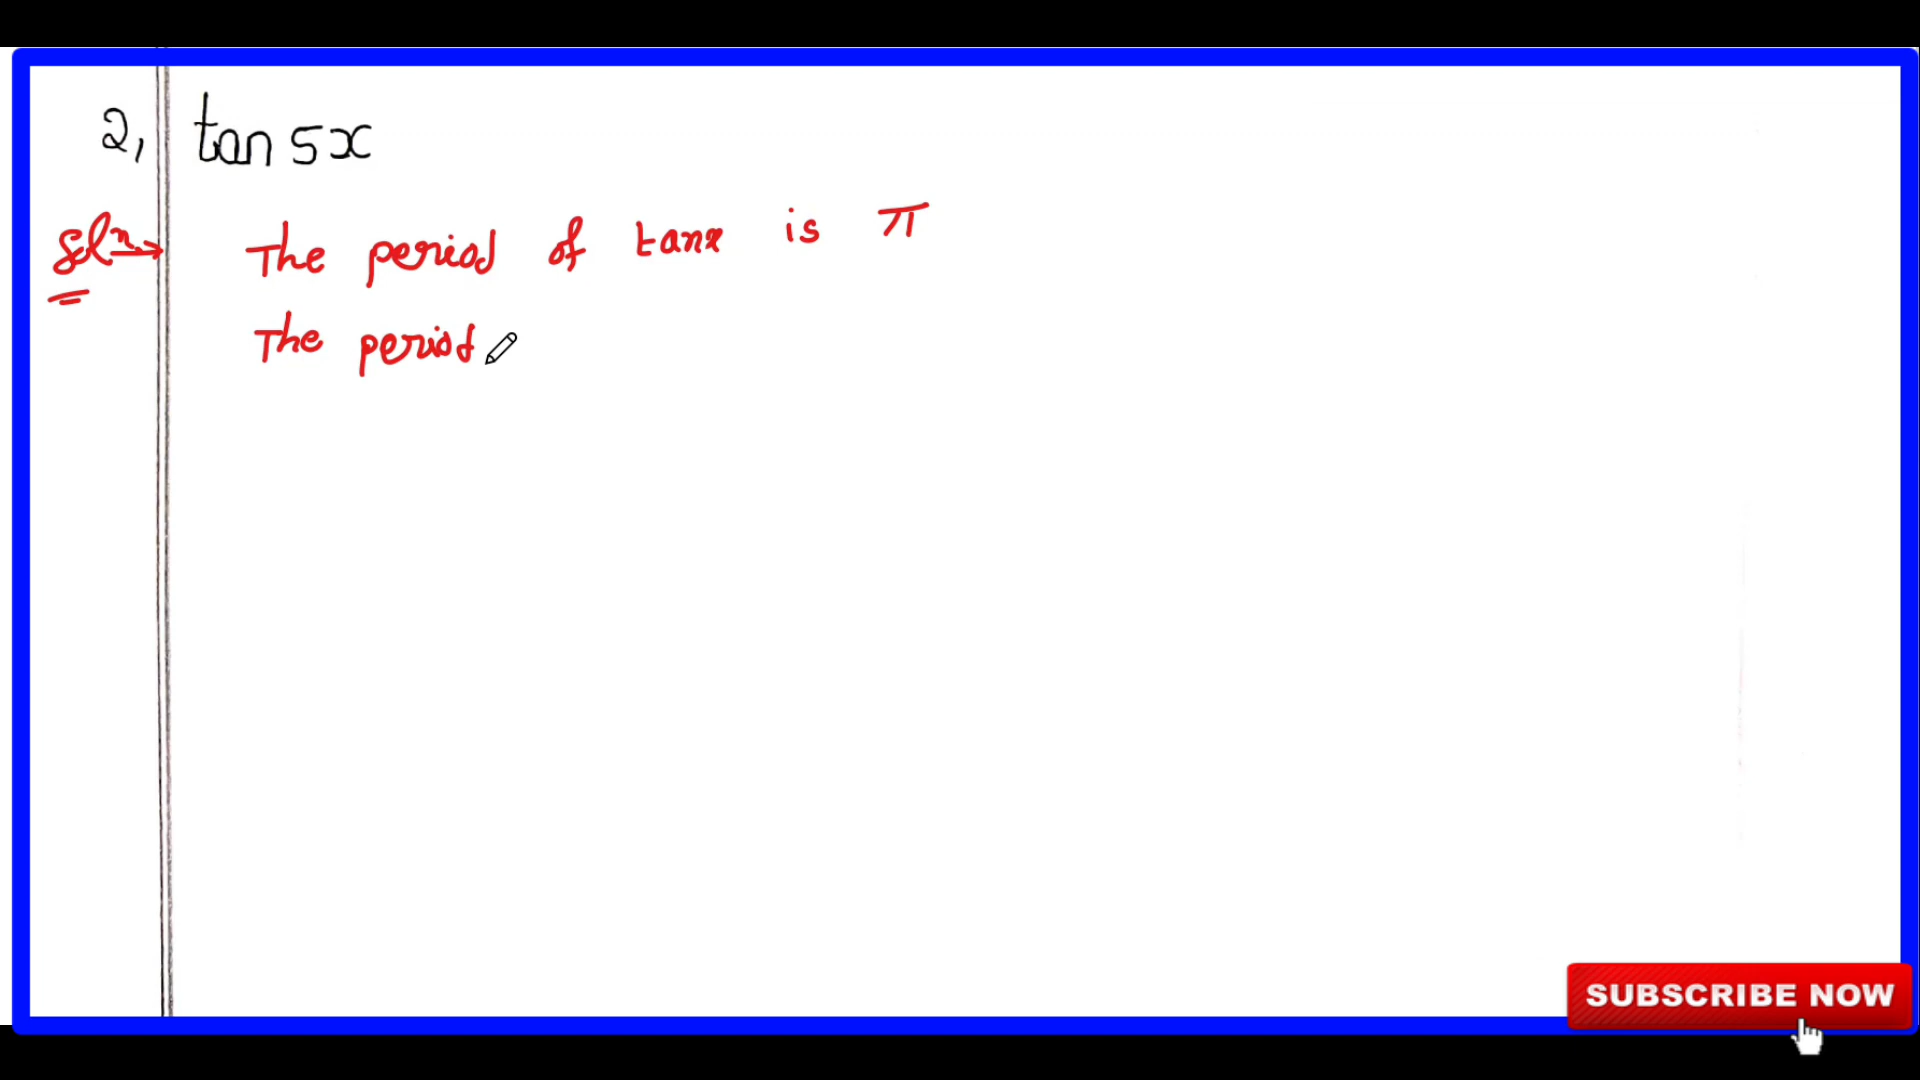 2, tan 5x
Soln→ The period of tanx is π
The period
SUBSCRIBE NOW